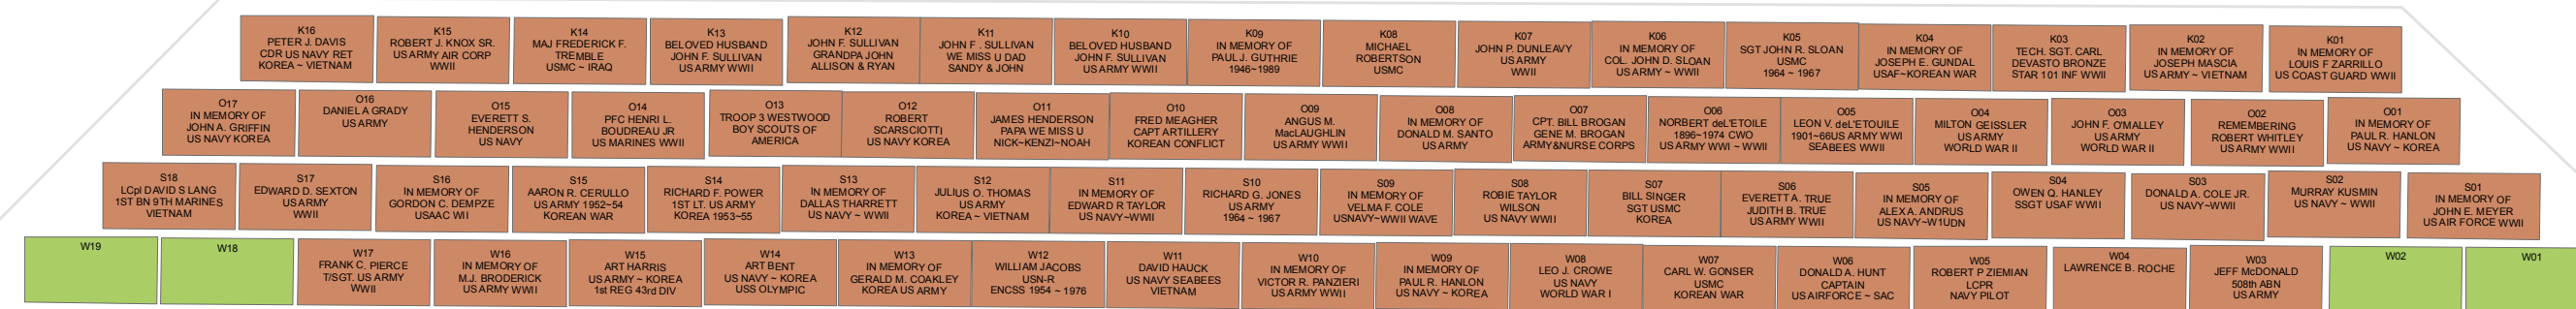 K16
PETER J. DAVIS
CDR US NAVY RET
KOREA ~ VIETNAM
K15
ROBERT J. KNOX SR.
US ARMY AIR CORP
WWII
K14
MAJ FREDERICK F.
TREMBLE
USMC ~ IRAQ
K13
BELOVED HUSBAND
JOHN F. SULLIVAN
US ARMY WWII
K12
JOHN F. SULLIVAN
GRANDPA JOHN
ALLISON & RYAN
K11
JOHN F . SULLIVAN
WE MISS U DAD
SANDY & JOHN
K10
BELOVED HUSBAND
JOHN F. SULLIVAN
US ARMY WWII
K09
IN MEMORY OF
PAUL J. GUTHRIE
1946~1989
K08
MICHAEL
ROBERTSON
USMC
K07
JOHN P. DUNLEAVY
US ARMY
WWII
K06
IN MEMORY OF
COL. JOHN D. SLOAN
US ARMY ~ WWII
K05
SGT JOHN R. SLOAN
USMC
1964 ~ 1967
K04
IN MEMORY OF
JOSEPH E. GUNDAL
USAF~KOREAN WAR
K03
TECH. SGT. CARL
DEVASTO BRONZE
STAR 101 INF WWII
K02
IN MEMORY OF
JOSEPH MASCIA
US ARMY ~ VIETNAM
K01
IN MEMORY OF
LOUIS F ZARRILLO
US COAST GUARD WWII
O17
IN MEMORY OF
JOHN A. GRIFFIN
US NAVY KOREA
O16
DANIEL A GRADY
US ARMY
O15
EVERETT S.
HENDERSON
US NAVY
O14
PFC HENRI L.
BOUDREAU JR
US MARINES WWII
O13
TROOP 3 WESTWOOD
BOY SCOUTS OF
AMERICA
O12
ROBERT
SCARSCIOTTI
US NAVY KOREA
O11
JAMES HENDERSON
PAPA WE MISS U
NICK~KENZI~NOAH
O10
FRED MEAGHER
CAPT ARTILLERY
KOREAN CONFLICT
O09
ANGUS M.
MacLAUGHLIN
US ARMY WWII
O08
IN MEMORY OF
DONALD M. SANTO
US ARMY
O07
CPT. BILL BROGAN
GENE M. BROGAN
ARMY&NURSE CORPS
O06
NORBERT deL'ETOILE
1896~1974 CWO
US ARMY WWI ~ WWII
O05
LEON V. deL'ETOUILE
1901~66US ARMY WWI
SEABEES WWII
O04
MILTON GEISSLER
US ARMY
WORLD WAR II
O03
JOHN F. O'MALLEY
US ARMY
WORLD WAR II
O02
REMEMBERING
ROBERT WHITLEY
US ARMY WWII
O01
IN MEMORY OF
PAUL R. HANLON
US NAVY ~ KOREA
S18
LCpl DAVID S LANG
1ST BN 9TH MARINES
VIETNAM
S17
EDWARD D. SEXTON
US ARMY
WWII
S16
IN MEMORY OF
GORDON C. DEMPZE
USAAC WII
S15
AARON R. CERULLO
US ARMY 1952~54
KOREAN WAR
S14
RICHARD F. POWER
1ST LT. US ARMY
KOREA 1953~55
S13
IN MEMORY OF
DALLAS THARRETT
US NAVY ~ WWII
S12
JULIUS O. THOMAS
US ARMY
KOREA ~ VIETNAM
S11
IN MEMORY OF
EDWARD R TAYLOR
US NAVY~WWII
S10
RICHARD G. JONES
US ARMY
1964 ~ 1967
S09
IN MEMORY OF
VELMA F. COLE
USNAVY~WWII WAVE
S08
ROBIE TAYLOR
WILSON
US NAVY WWII
S07
BILL SINGER
SGT USMC
KOREA
S06
EVERETT A. TRUE
JUDITH B. TRUE
US ARMY WWII
S05
IN MEMORY OF
ALEX A. ANDRUS
US NAVY~W1UDN
S04
OWEN Q. HANLEY
SSGT USAF WWII
S03
DONALD A. COLE JR.
US NAVY~WWII
S02
MURRAY KUSMIN
US NAVY ~ WWII
S01
IN MEMORY OF
JOHN E. MEYER
US AIR FORCE WWII
W19
W18
W17
FRANK C. PIERCE
T/SGT. US ARMY
WWII
W16
IN MEMORY OF
M.J. BRODERICK
US ARMY WWII
W15
ART HARRIS
US ARMY ~ KOREA
1st REG 43rd DIV
W14
ART BENT
US NAVY ~ KOREA
USS OLYMPIC
W13
IN MEMORY OF
GERALD M. COAKLEY
KOREA US ARMY
W12
WILLIAM JACOBS
USN-R
ENCSS 1954 ~ 1976
W11
DAVID HAUCK
US NAVY SEABEES
VIETNAM
W10
IN MEMORY OF
VICTOR R. PANZIERI
US ARMY WWII
W09
IN MEMORY OF
PAUL R. HANLON
US NAVY ~ KOREA
W08
LEO J. CROWE
US NAVY
WORLD WAR I
W07
CARL W. GONSER
USMC
KOREAN WAR
W06
DONALD A. HUNT
CAPTAIN
US AIRFORCE ~ SAC
W05
ROBERT P ZIEMIAN
LCPR
NAVY PILOT
W04
LAWRENCE B. ROCHE
W03
JEFF McDONALD
508th ABN
US ARMY
W02
W01